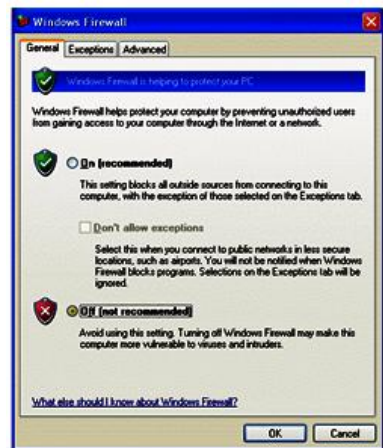 Windows Firewall
General Exceptions Advanced
Windows Firewall is helping to protect your PC
Windows Firewall helps protect your computer by preventing unauthorized users
from gaining access to your computer through the Internet or a network.
On (recommended)
This setting blocks all outside sources from connecting to this
computer, with the exception of those selected on the Exceptions tab.
Don't allow exceptions
Select this when you connect to public networks in less secure
locations, such as airports. You will not be notified when Windows
Firewall blocks programs. Selections on the Exceptions tab will be
ignored.
Off (not recommended)
Avoid using this setting. Turning off Windows Firewall may make this
computer more vulnerable to viruses and intruders.
What else should I know about Windows Firewall?
OK Cancel